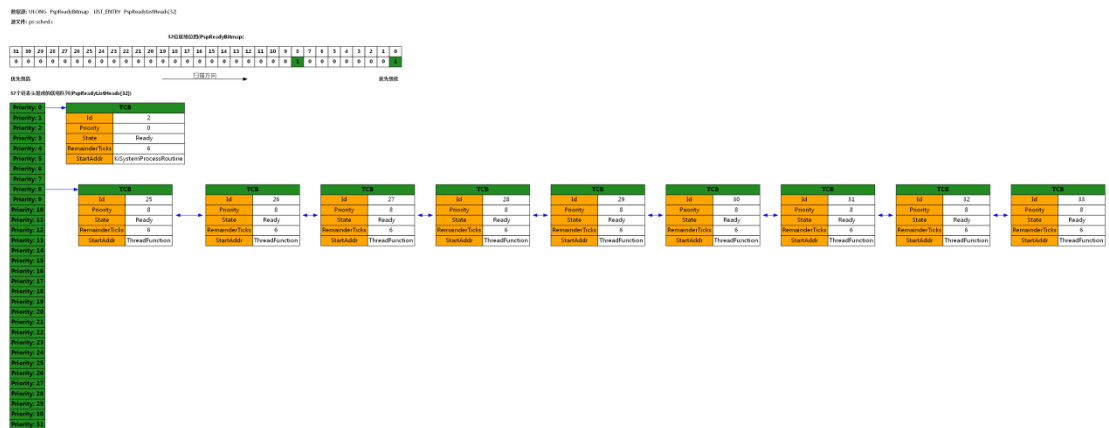 数据源: ULONG PspReadyBitmap LIST_ENTRY PspReadyListHeads[32]
源文件: ps\sched.c
32位就绪位图(PspReadyBitmap)
31 30 29 28 27 26 25 24 23 22 21 20 19 18 17 16 15 14 13 12 11 10 9 8 7 6 5 4 3 2 1 0
0 0 0 0 0 0 0 0 0 0 0 0 0 0 0 0 0 0 0 0 0 0 0 1 0 0 0 0 0 0 0 1
优先级高 扫描方向 优先级低
32个链表头组成的就绪队列(PspReadyListHeads[32])
Priority: 0 TCB
Priority: 1 Id 2
Priority: 2 Priority 0
Priority: 3 State Ready
Priority: 4 RemainderTicks 6
Priority: 5 StartAddr KiSystemProcessRoutine
Priority: 6
Priority: 7
Priority: 8 TCB TCB TCB TCB TCB TCB TCB TCB TCB
Priority: 9 Id 25 Id 26 Id 27 Id 28 Id 29 Id 30 Id 31 Id 32 Id 33
Priority: 10 Priority 8 Priority 8 Priority 8 Priority 8 Priority 8 Priority 8 Priority 8 Priority 8 Priority 8
Priority: 11 State Ready State Ready State Ready State Ready State Ready State Ready State Ready State Ready State Ready
Priority: 12 RemainderTicks 6 RemainderTicks 6 RemainderTicks 6 RemainderTicks 6 RemainderTicks 6 RemainderTicks 6 RemainderTicks 6 RemainderTicks 6 RemainderTicks 6
Priority: 13 StartAddr ThreadFunction StartAddr ThreadFunction StartAddr ThreadFunction StartAddr ThreadFunction StartAddr ThreadFunction StartAddr ThreadFunction StartAddr ThreadFunction StartAddr ThreadFunction StartAddr ThreadFunction
Priority: 14
Priority: 15
Priority: 16
Priority: 17
Priority: 18
Priority: 19
Priority: 20
Priority: 21
Priority: 22
Priority: 23
Priority: 24
Priority: 25
Priority: 26
Priority: 27
Priority: 28
Priority: 29
Priority: 30
Priority: 31